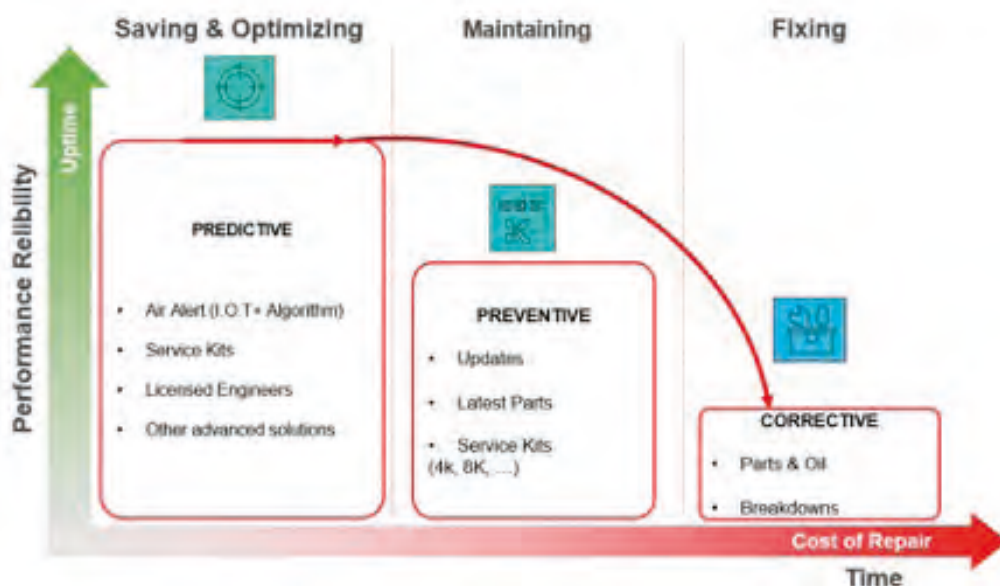 Saving & Optimizing
Maintaining
Fixing
Uptime
Performance Relibility
PREDICTIVE
• Air Alert (I.O.T+ Algorithm)
• Service Kits
• Licensed Engineers
• Other advanced solutions
PREVENTIVE
• Updates
• Latest Parts
• Service Kits
(4k, 8K, ....)
CORRECTIVE
• Parts & Oil
• Breakdowns
Cost of Repair
Time